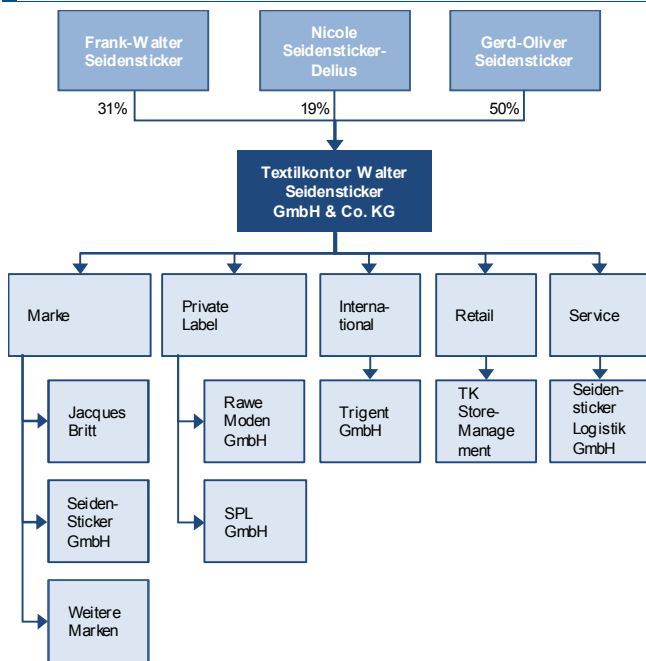 Frank-Walter
Seidensticker
Nicole
Seidensticker-
Delius
Gerd-Oliver
Seidensticker
31%
19%
50%
Textilkontor Walter
Seidensticker
GmbH & Co. KG
Marke
Private
Label
Interna-
tional
Retail
Service
Jacques
Britt
Rawe
Moden
GmbH
Trigent
GmbH
TK
Store-
Manage
ment
Seiden-
sticker
Logistik
GmbH
Seiden-
Sticker
GmbH
SPL
GmbH
Weitere
Marken